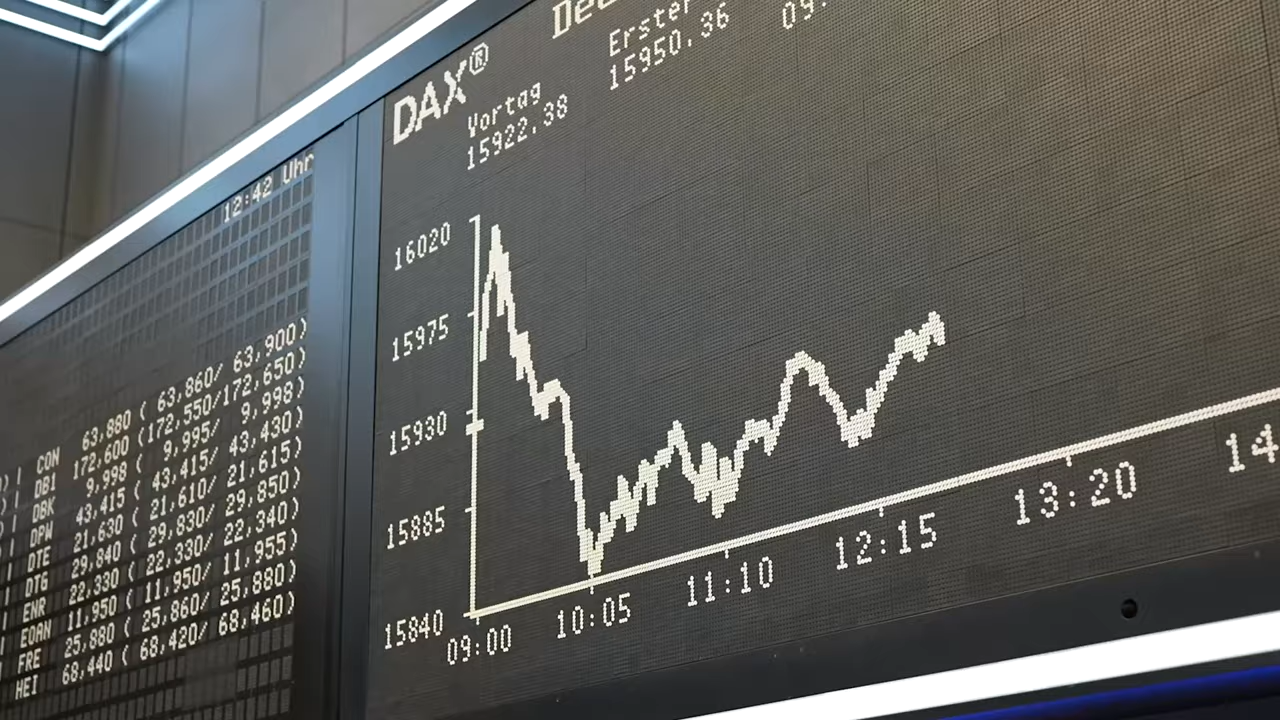 12:42 Uhr
CON 63,880 ( 63,860/ 63,900)
DB1 172,600 (172,550/172,650)
DBK 9,998 ( 9,995/ 9,998)
DPW 43,415 ( 43,415/ 43,430)
DTE 21,630 ( 21,610/ 21,615)
DTG 29,840 ( 29,830/ 29,850)
ENR 22,330 ( 22,330/ 22,340)
EOAN 11,950 ( 11,950/ 11,955)
FRE 25,880 ( 25,860/ 25,880)
HEI 68,440 ( 68,420/ 68,460)
DAX®
Vortag
15922.38
Erster
15950.36
09.
16020
15975
15930
15885
15840
09:00 10:05 11:10 12:15 13:20 14